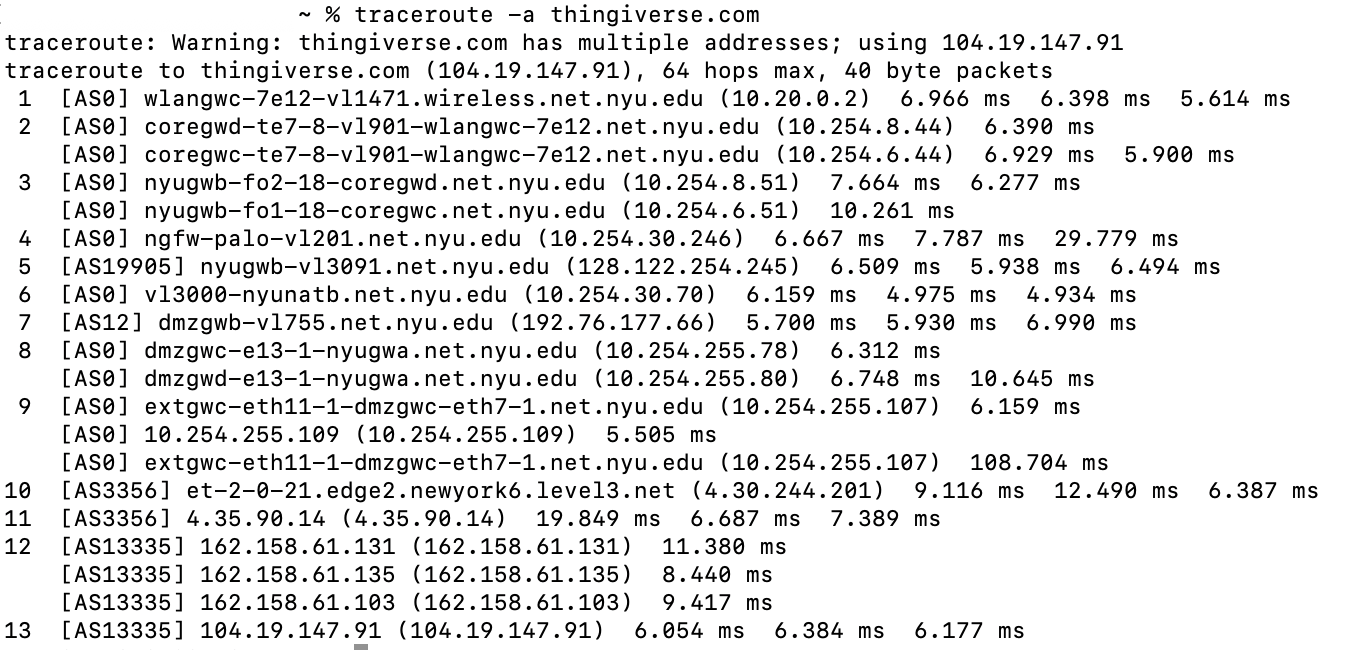 ~ % traceroute -a thingiverse.com
traceroute: Warning: thingiverse.com has multiple addresses; using 104.19.147.91
traceroute to thingiverse.com (104.19.147.91), 64 hops max, 40 byte packets
 1  [AS0] wlangwc-7e12-vl1471.wireless.net.nyu.edu (10.20.0.2)  6.966 ms  6.398 ms  5.614 ms
 2  [AS0] coregwd-te7-8-vl901-wlangwc-7e12.net.nyu.edu (10.254.8.44)  6.390 ms
    [AS0] coregwc-te7-8-vl901-wlangwc-7e12.net.nyu.edu (10.254.6.44)  6.929 ms  5.900 ms
 3  [AS0] nyugwb-fo2-18-coregwd.net.nyu.edu (10.254.8.51)  7.664 ms  6.277 ms
    [AS0] nyugwb-fo1-18-coregwc.net.nyu.edu (10.254.6.51)  10.261 ms
 4  [AS0] ngfw-palo-vl201.net.nyu.edu (10.254.30.246)  6.667 ms  7.787 ms  29.779 ms
 5  [AS19905] nyugwb-vl3091.net.nyu.edu (128.122.254.245)  6.509 ms  5.938 ms  6.494 ms
 6  [AS0] vl3000-nyunatb.net.nyu.edu (10.254.30.70)  6.159 ms  4.975 ms  4.934 ms
 7  [AS12] dmzgwb-vl755.net.nyu.edu (192.76.177.66)  5.700 ms  5.930 ms  6.990 ms
 8  [AS0] dmzgwc-e13-1-nyugwa.net.nyu.edu (10.254.255.78)  6.312 ms
    [AS0] dmzgwd-e13-1-nyugwa.net.nyu.edu (10.254.255.80)  6.748 ms  10.645 ms
 9  [AS0] extgwc-eth11-1-dmzgwc-eth7-1.net.nyu.edu (10.254.255.107)  6.159 ms
    [AS0] 10.254.255.109 (10.254.255.109)  5.505 ms
    [AS0] extgwc-eth11-1-dmzgwc-eth7-1.net.nyu.edu (10.254.255.107)  108.704 ms
10  [AS3356] et-2-0-21.edge2.newyork6.level3.net (4.30.244.201)  9.116 ms  12.490 ms  6.387 ms
11  [AS3356] 4.35.90.14 (4.35.90.14)  19.849 ms  6.687 ms  7.389 ms
12  [AS13335] 162.158.61.131 (162.158.61.131)  11.380 ms
    [AS13335] 162.158.61.135 (162.158.61.135)  8.440 ms
    [AS13335] 162.158.61.103 (162.158.61.103)  9.417 ms
13  [AS13335] 104.19.147.91 (104.19.147.91)  6.054 ms  6.384 ms  6.177 ms